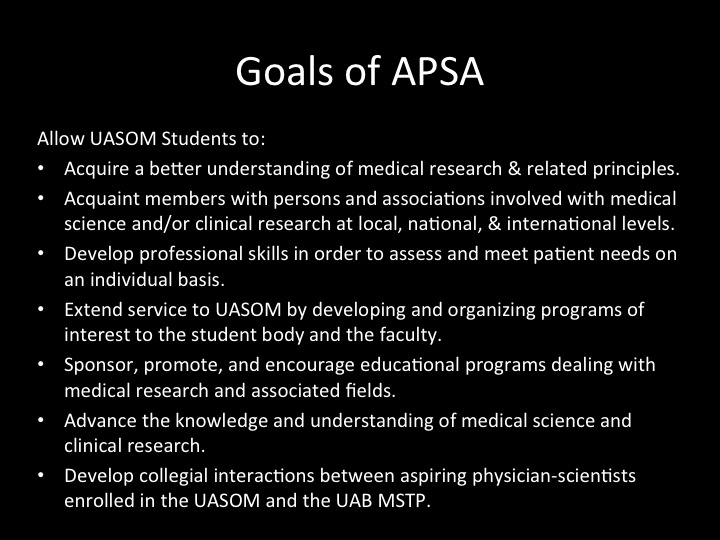 Goals of APSA
Allow UASOM Students to:
• Acquire a better understanding of medical research & related principles.
• Acquaint members with persons and associations involved with medical
science and/or clinical research at local, national, & international levels.
• Develop professional skills in order to assess and meet patient needs on
an individual basis.
• Extend service to UASOM by developing and organizing programs of
interest to the student body and the faculty.
• Sponsor, promote, and encourage educational programs dealing with
medical research and associated fields.
• Advance the knowledge and understanding of medical science and
clinical research.
• Develop collegial interactions between aspiring physician-scientists
enrolled in the UASOM and the UAB MSTP.